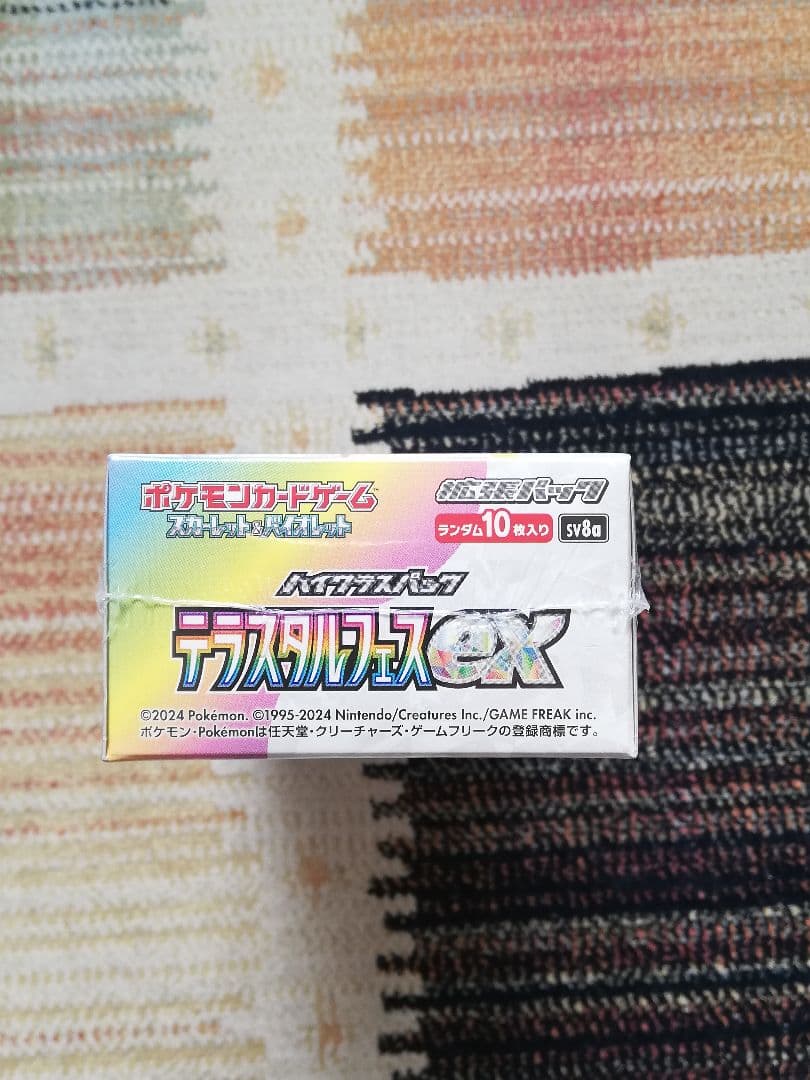 ポケモンカードゲーム
スカーレット&バイオレット
拡張パック
ランダム10枚入り
sv8a
ハイクラスパック
テラスタルフェスex
©2024 Pokémon. ©1995-2024 Nintendo/Creatures Inc./GAME FREAK inc.
ポケモン・Pokémonは任天堂・クリーチャーズ・ゲームフリークの登録商標です。